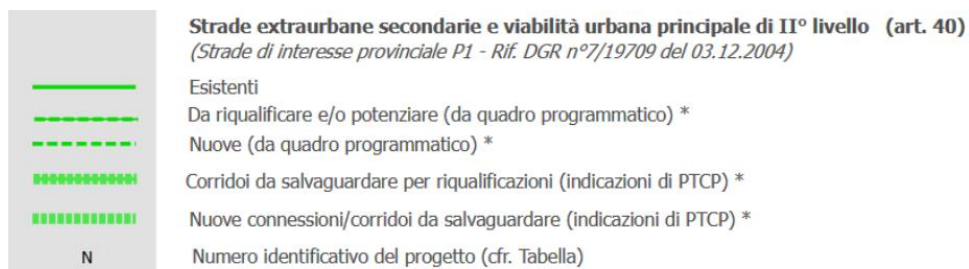 Strade extraurbane secondarie e viabilità urbana principale di II° livello (art. 40)
(Strade di interesse provinciale P1 - Rif. DGR n°7/19709 del 03.12.2004)
Esistenti
Da riqualificare e/o potenziare (da quadro programmatico) *
Nuove (da quadro programmatico) *
Corridoi da salvaguardare per riqualificazioni (indicazioni di PTCP) *
Nuove connessioni/corridoi da salvaguardare (indicazioni di PTCP) *
N Numero identificativo del progetto (cfr. Tabella)